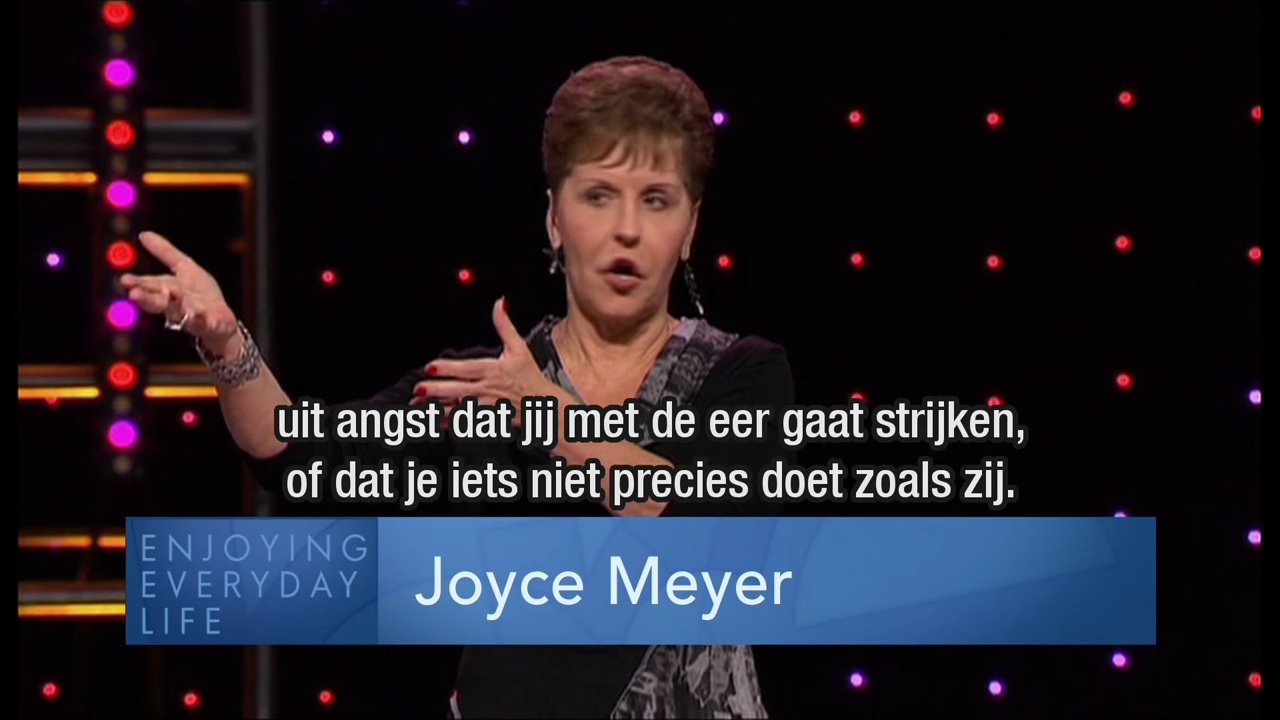 uit angst dat jij met de eer gaat strijken,
of dat je iets niet precies doet zoals zij.
ENJOYING
EVERYDAY
LIFE
Joyce Meyer